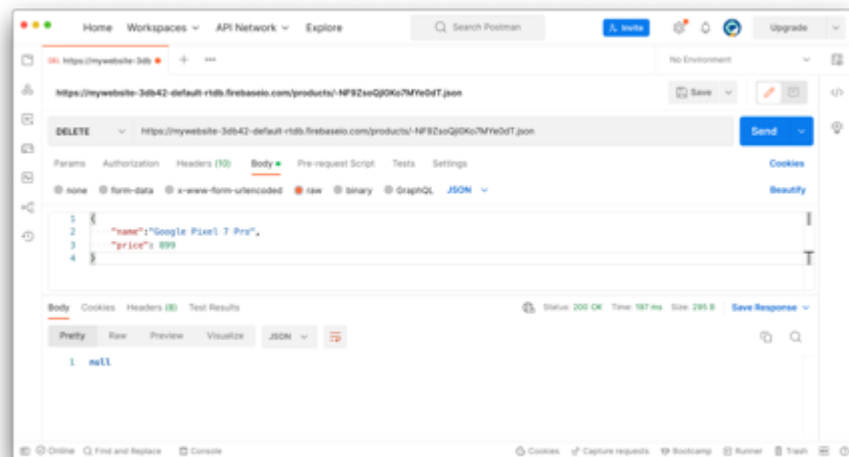 Home Workspaces API Network Explore Search Postman Invite Upgrade
DEL https://mywebsite-3db No Environment
https://mywebsite-3db42-default-rtdb.firebaseio.com/products/-NF9ZsoQjl0Ko7MYe0dT.json Save
DELETE https://mywebsite-3db42-default-rtdb.firebaseio.com/products/-NF9ZsoQjl0Ko7MYe0dT.json Send
Params Authorization Headers (10) Body Pre-request Script Tests Settings Cookies
none form-data x-www-form-urlencoded raw binary GraphQL JSON Beautify
1 {
2 "name":"Google Pixel 7 Pro",
3 "price": 899
4 }
Body Cookies Headers (8) Test Results Status: 200 OK Time: 187 ms Size: 295 B Save Response
Pretty Raw Preview Visualize JSON
1 null
Online Find and Replace Console Cookies Capture requests Bootcamp Runner Trash